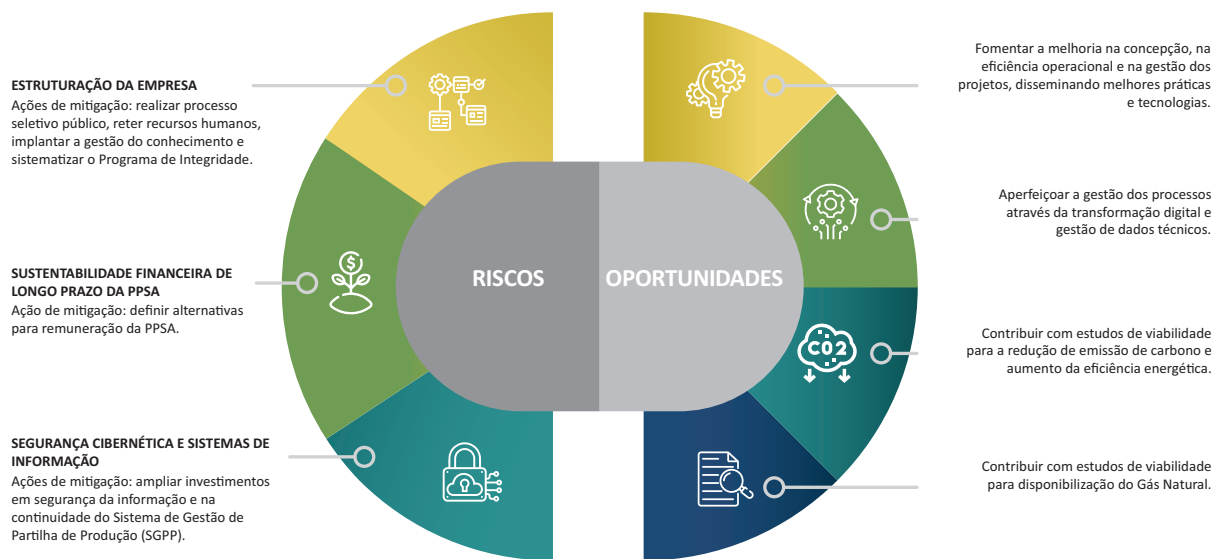 ESTRUTURAÇÃO DA EMPRESA
Ações de mitigação: realizar processo
seletivo público, reter recursos humanos,
implantar a gestão do conhecimento e
sistematizar o Programa de Integridade.
SUSTENTABILIDADE FINANCEIRA DE
LONGO PRAZO DA PPSA
Ação de mitigação: definir alternativas
para remuneração da PPSA.
SEGURANÇA CIBERNÉTICA E SISTEMAS DE
INFORMAÇÃO
Ações de mitigação: ampliar investimentos
em segurança da informação e na
continuidade do Sistema de Gestão de
Partilha de Produção (SGPP).
RISCOS
OPORTUNIDADES
Fomentar a melhoria na concepção, na
eficiência operacional e na gestão dos
projetos, disseminando melhores práticas
e tecnologias.
Aperfeiçoar a gestão dos processos
através da transformação digital e
gestão de dados técnicos.
CO2
Contribuir com estudos de viabilidade
para a redução de emissão de carbono e
aumento da eficiência energética.
Contribuir com estudos de viabilidade
para disponibilização do Gás Natural.